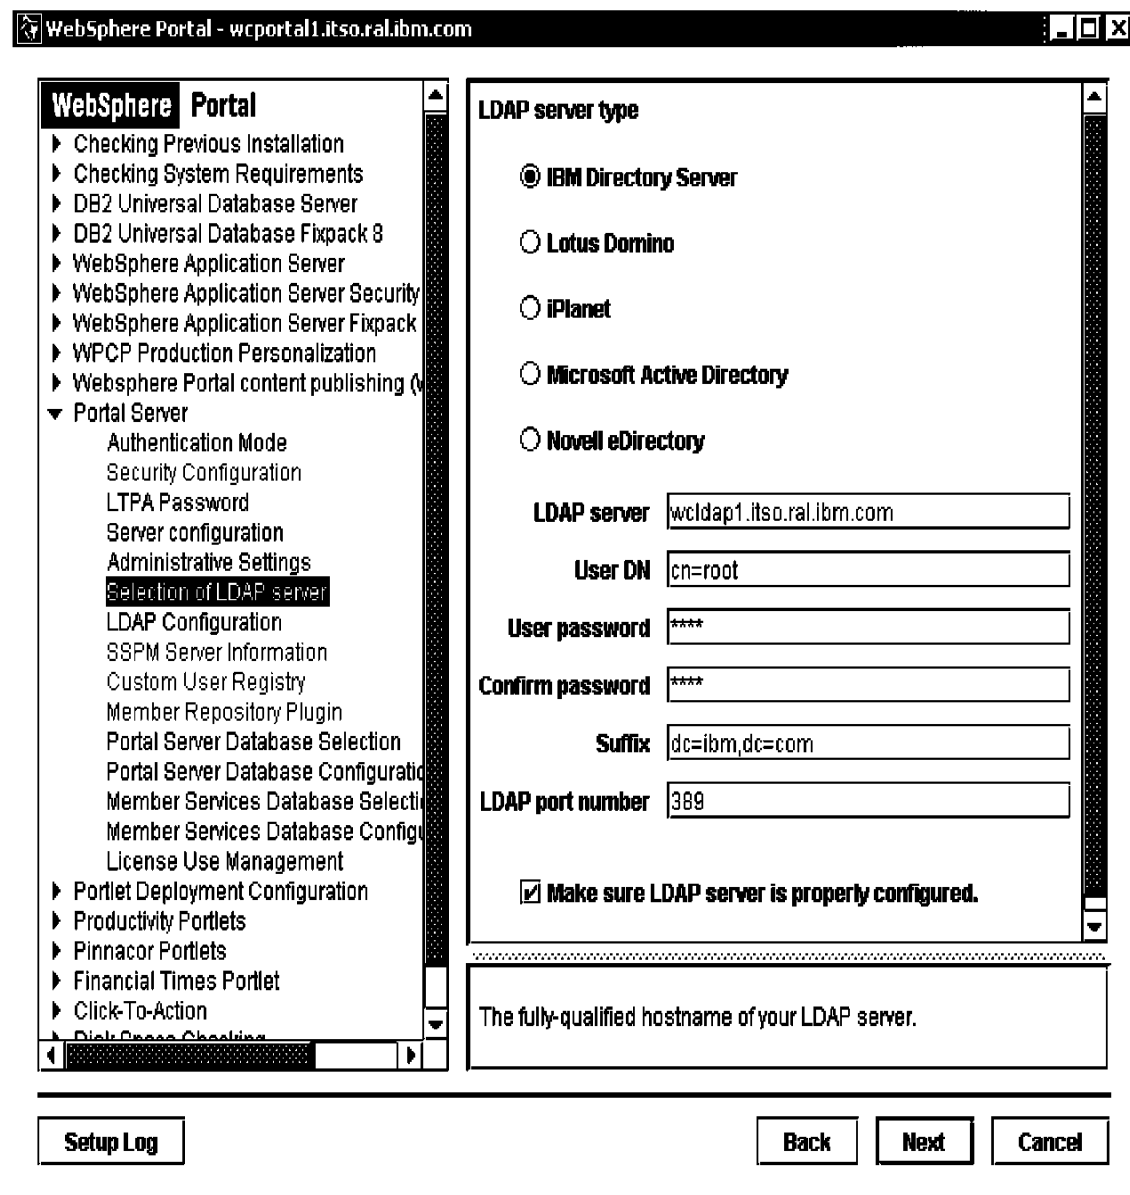 WebSphere Portal - wcportal1.itso.ral.ibm.com
WebSphere Portal
Checking Previous Installation
Checking System Requirements
DB2 Universal Database Server
DB2 Universal Database Fixpack 8
WebSphere Application Server
WebSphere Application Server Security
WebSphere Application Server Fixpack
WPCP Production Personalization
Websphere Portal content publishing (
Portal Server
Authentication Mode
Security Configuration
LTPA Password
Server configuration
Administrative Settings
Selection of LDAP server
LDAP Configuration
SSPM Server Information
Custom User Registry
Member Repository Plugin
Portal Server Database Selection
Portal Server Database Configuratio
Member Services Database Selecti
Member Services Database Config
License Use Management
Portlet Deployment Configuration
Productivity Portlets
Pinnacor Portlets
Financial Times Portlet
Click-To-Action
Disk Space Checking
LDAP server type
IBM Directory Server
Lotus Domino
iPlanet
Microsoft Active Directory
Novell eDirectory
LDAP server wcldap1.itso.ral.ibm.com
User DN cn=root
User password ****
Confirm password ****
Suffix dc=ibm,dc=com
LDAP port number 389
Make sure LDAP server is properly configured.
The fully-qualified hostname of your LDAP server.
Setup Log Back Next Cancel